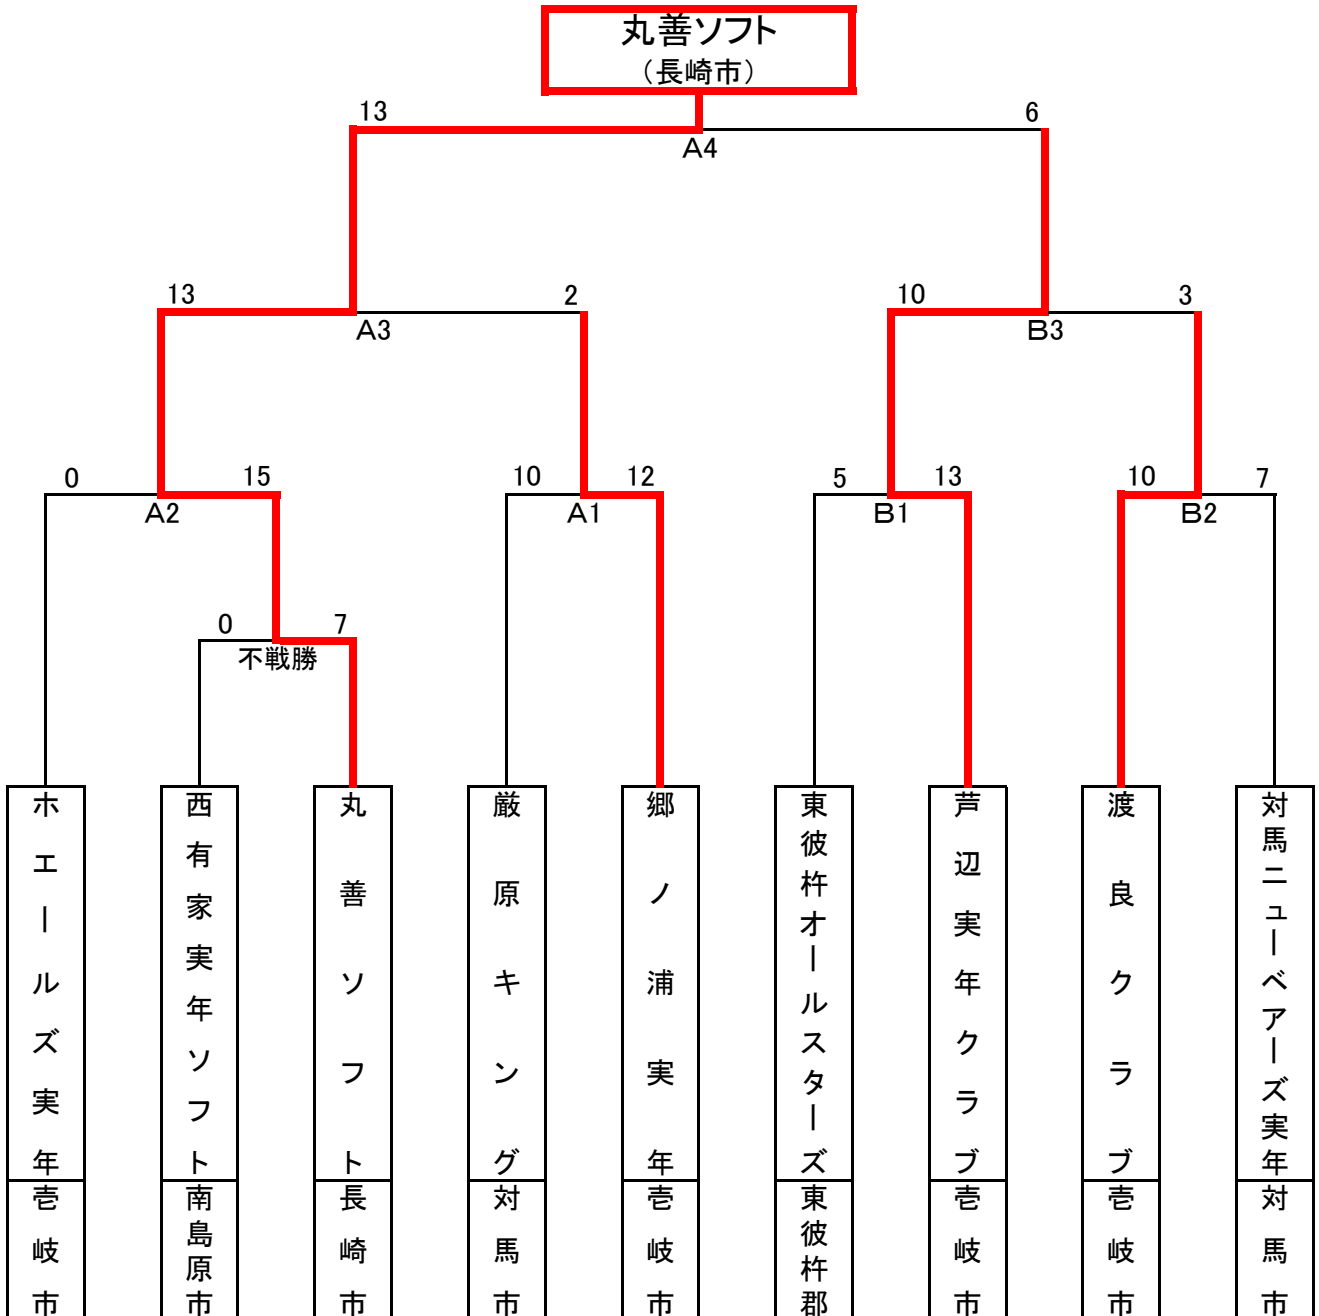 丸善ソフト
（長崎市）
13
6
A4
13
2
10
3
A3
B3
0
15
10
12
5
13
10
7
A2
A1
B1
B2
0
7
不戦勝
ホエールズ実年
壱岐市
西有家実年ソフト
南島原市
丸善ソフト
長崎市
厳原キング
対馬市
郷ノ浦実年
壱岐市
東彼杵オールスターズ
東彼杵郡
芦辺実年クラブ
壱岐市
渡良クラブ
壱岐市
対馬ニューベアーズ実年
対馬市